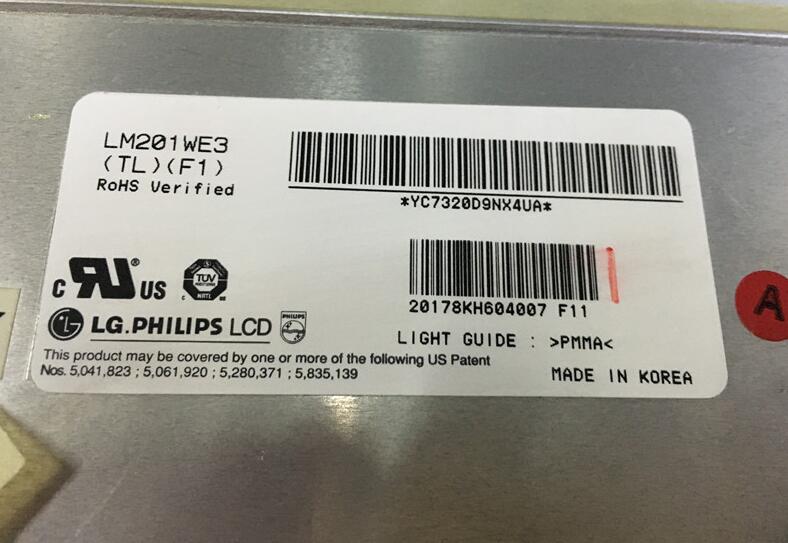 LM201WE3
(TL)(F1)
RoHS Verified
*YC7320D9NX4UA*
20178KH604007 F11
c RU® US
TUV
NRTL
LG.PHILIPS LCD
PHILIPS
LIGHT GUIDE : >PMMA<
This product may be covered by one or more of the following US Patent
Nos. 5,041,823 ; 5,061,920 ; 5,280,371 ; 5,835,139
MADE IN KOREA
A